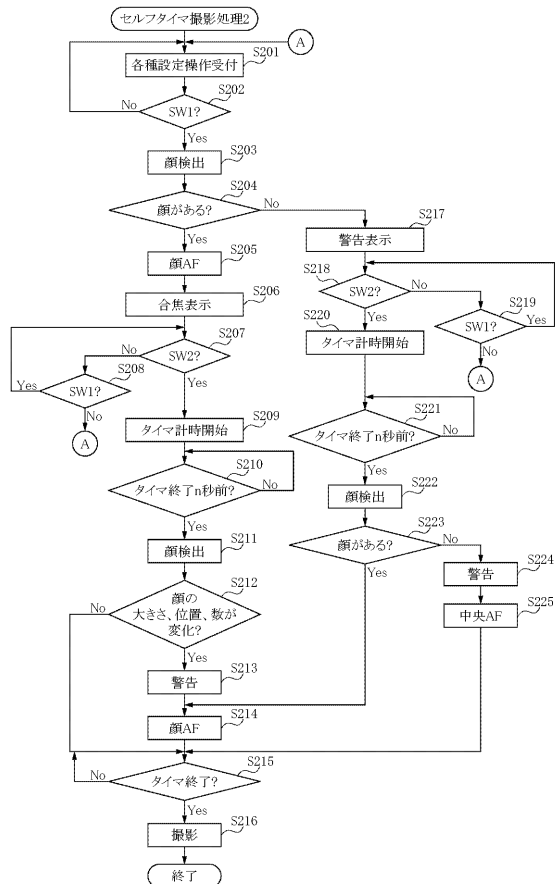 セルフタイマ撮影処理2
A
S201
各種設定操作受付
S202
No
SW1?
Yes
S203
顔検出
S204
顔がある?
No
Yes
S205
顔AF
S206
合焦表示
S207
No
SW2?
Yes
S208
Yes
SW1?
No
A
S209
タイマ計時開始
S210
タイマ終了n秒前?
No
Yes
S211
顔検出
S212
No
顔の
大きさ、位置、数が
変化?
Yes
S213
警告
S214
顔AF
S215
No
タイマ終了?
Yes
S216
撮影
終了
S217
警告表示
S218
SW2?
No
Yes
S219
SW1?
Yes
No
A
S220
タイマ計時開始
S221
タイマ終了n秒前?
No
Yes
S222
顔検出
S223
顔がある?
No
Yes
S224
警告
S225
中央AF